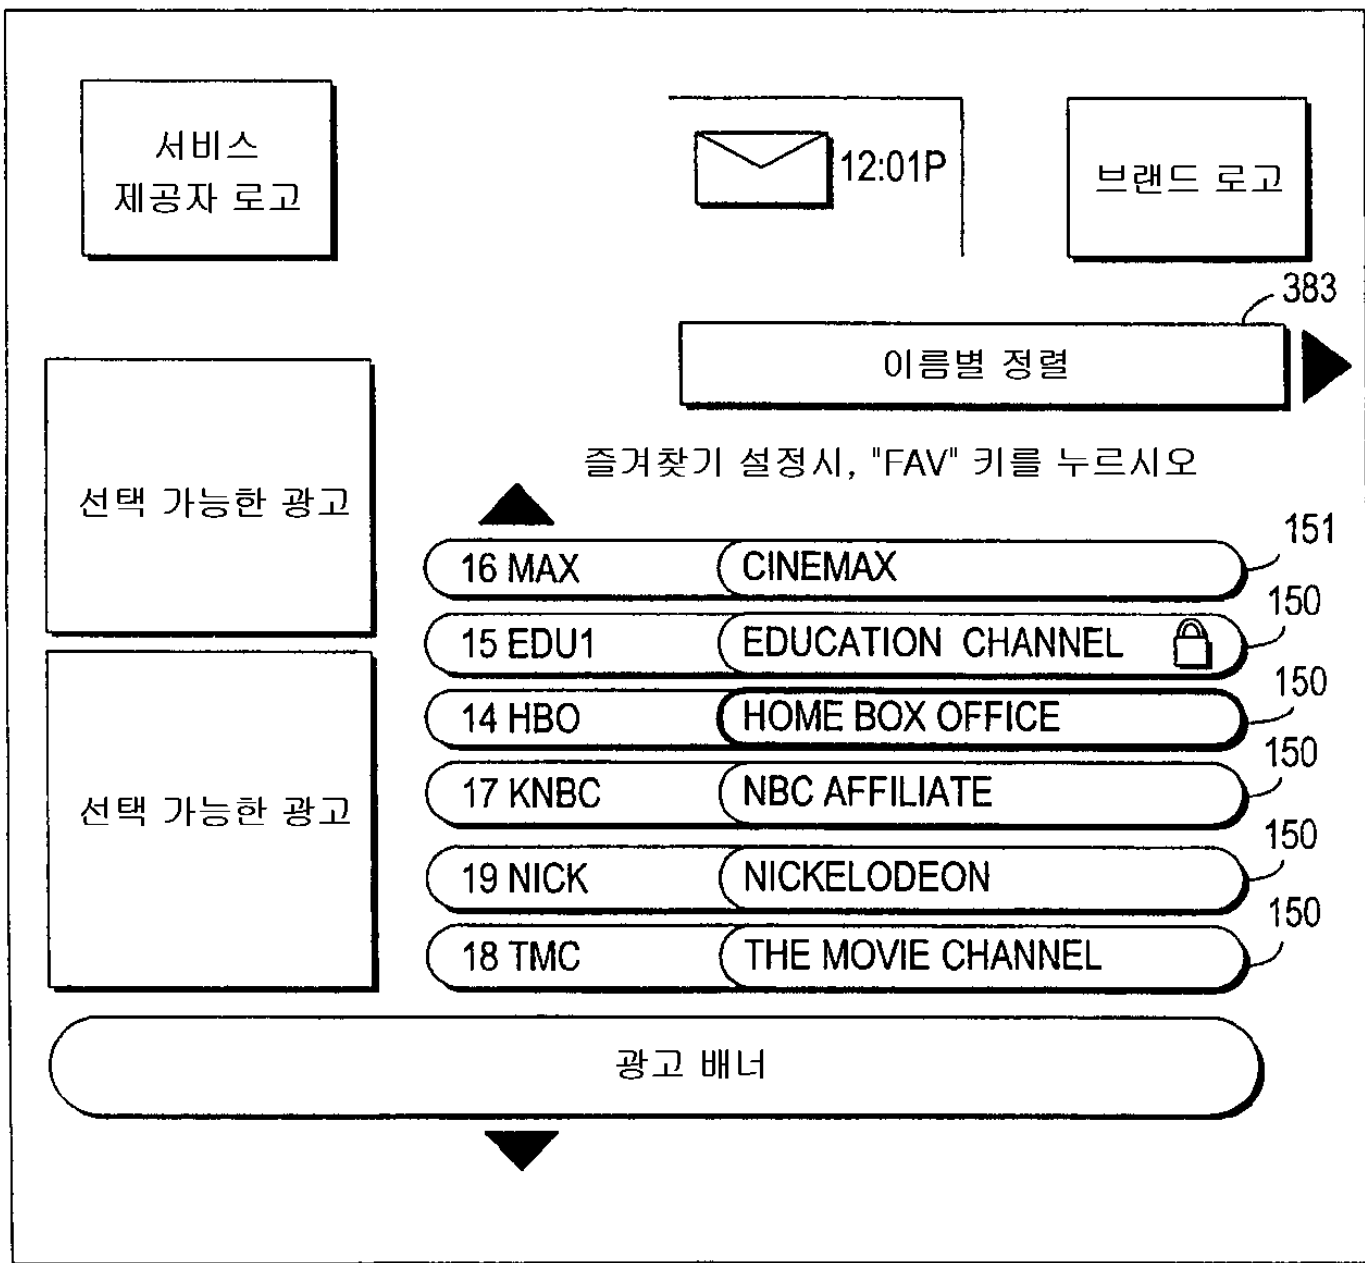 서비스
제공자 로고
12:01P
브랜드 로고
383
이름별 정렬
즐겨찾기 설정시, "FAV" 키를 누르시오
선택 가능한 광고
16 MAX CINEMAX 151
15 EDU1 EDUCATION CHANNEL 150
14 HBO HOME BOX OFFICE 150
17 KNBC NBC AFFILIATE 150
선택 가능한 광고
19 NICK NICKELODEON 150
18 TMC THE MOVIE CHANNEL 150
광고 배너